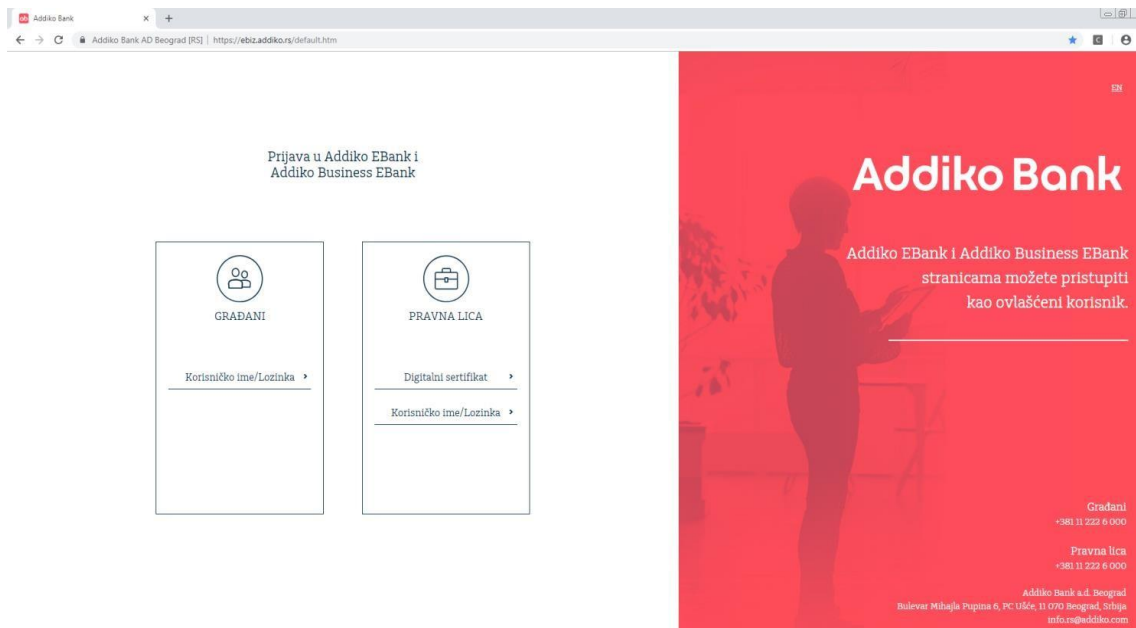 Addiko Bank
Addiko Bank AD Beograd [RS] | https://ebiz.addiko.rs/default.htm
Prijava u Addiko EBank i
Addiko Business EBank
GRAĐANI
Korisničko ime/Lozinka
PRAVNA LICA
Digitalni sertifikat
Korisničko ime/Lozinka
EN
Addiko Bank
Addiko EBank i Addiko Business EBank
stranicama možete pristupiti
kao ovlašćeni korisnik.
Građani
+381 11 222 6 000
Pravna lica
+381 11 222 6 000
Addiko Bank a.d. Beograd
Bulevar Mihajla Pupina 6, PC Ušće, 11 070 Beograd, Srbija
info.rs@addiko.com